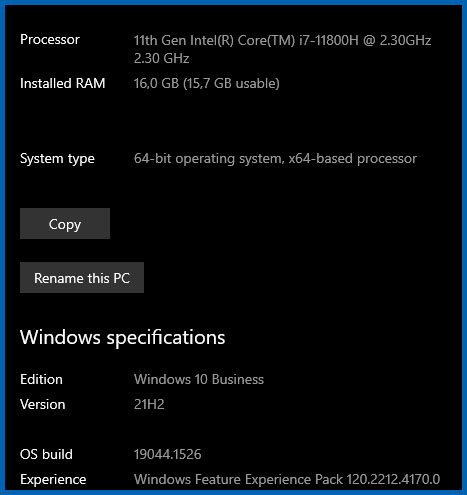 Processor 11th Gen Intel(R) Core(TM) i7-11800H @ 2.30GHz
2.30 GHz
Installed RAM 16,0 GB (15,7 GB usable)
System type 64-bit operating system, x64-based processor
Copy
Rename this PC
Windows specifications
Edition Windows 10 Business
Version 21H2
OS build 19044.1526
Experience Windows Feature Experience Pack 120.2212.4170.0